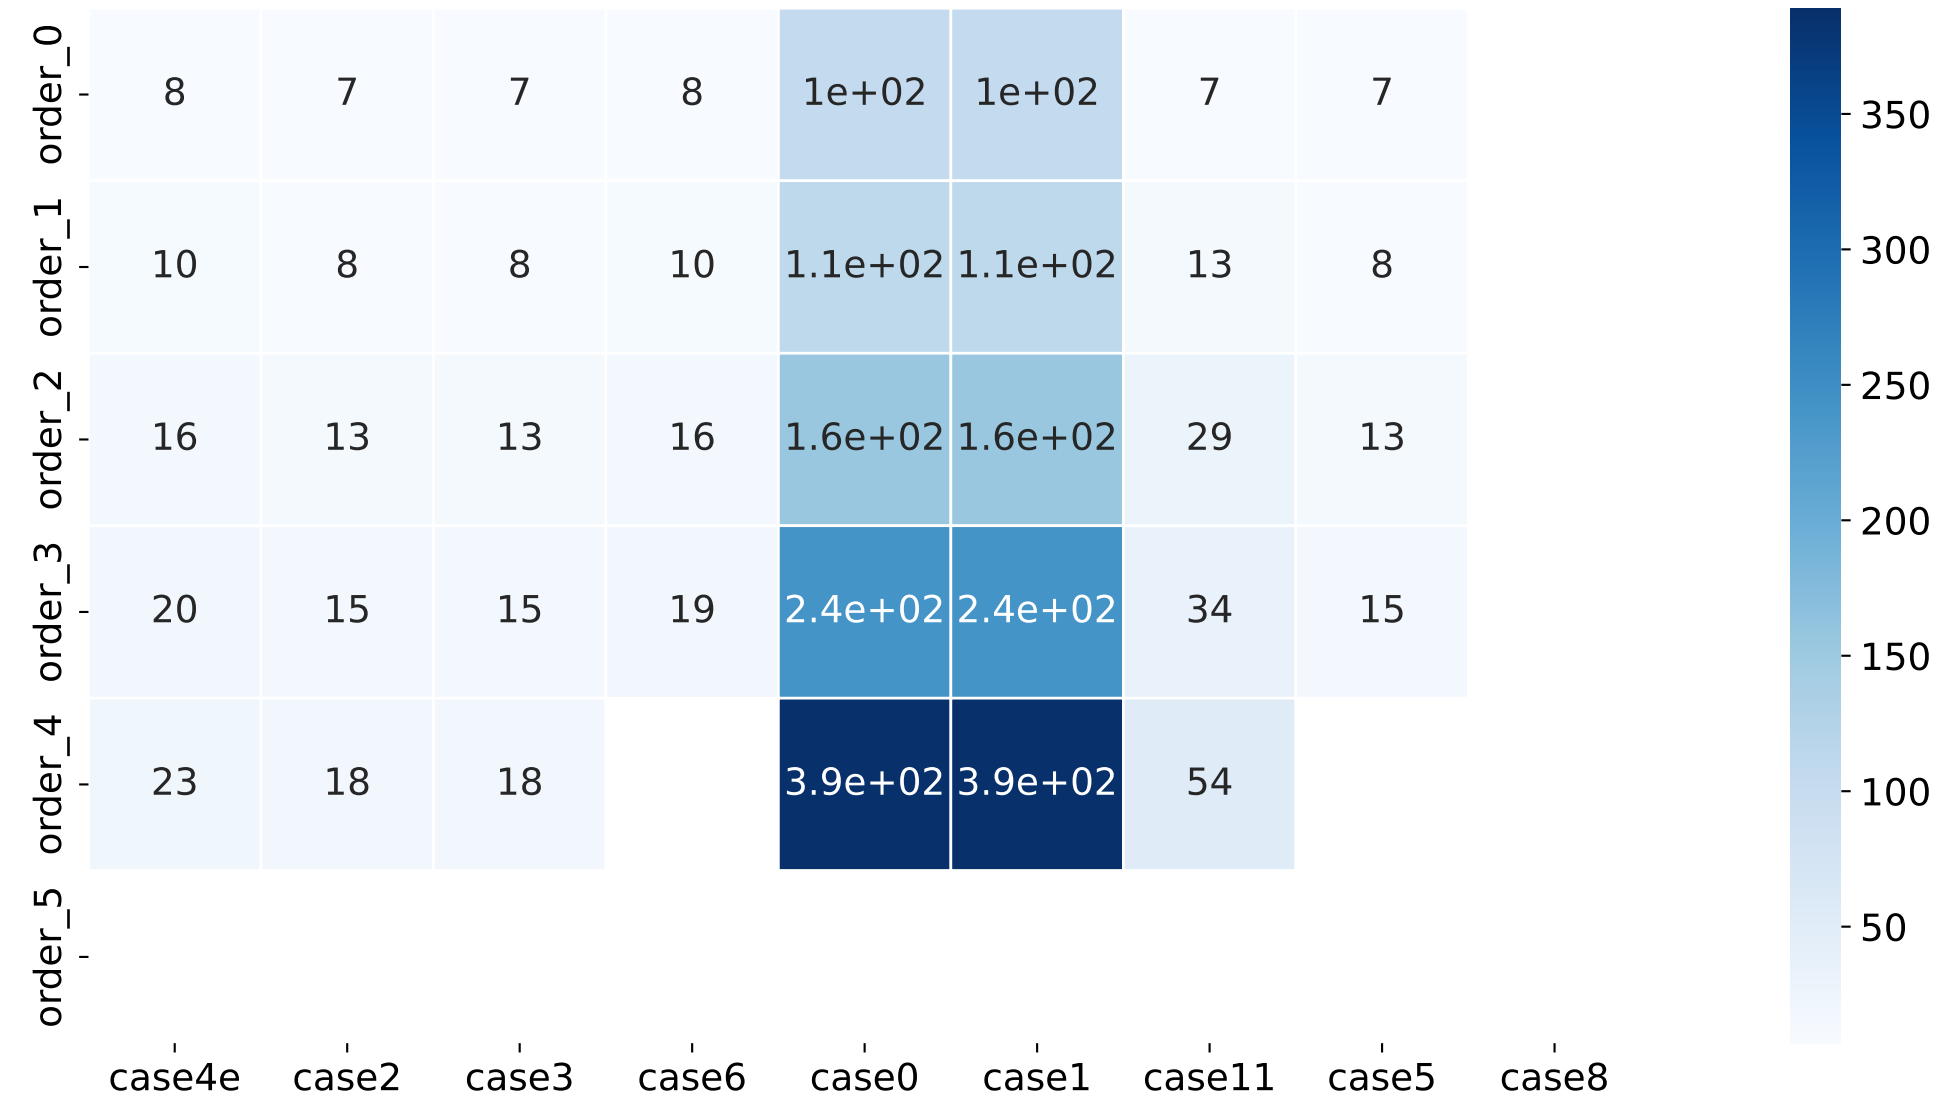 order_0 8 7 7 8 1e+02 1e+02 7 7
order_1 10 8 8 10 1.1e+02 1.1e+02 13 8
order_2 16 13 13 16 1.6e+02 1.6e+02 29 13
order_3 20 15 15 19 2.4e+02 2.4e+02 34 15
order_4 23 18 18 3.9e+02 3.9e+02 54
order_5
case4e case2 case3 case6 case0 case1 case11 case5 case8
350
300
250
200
150
100
50